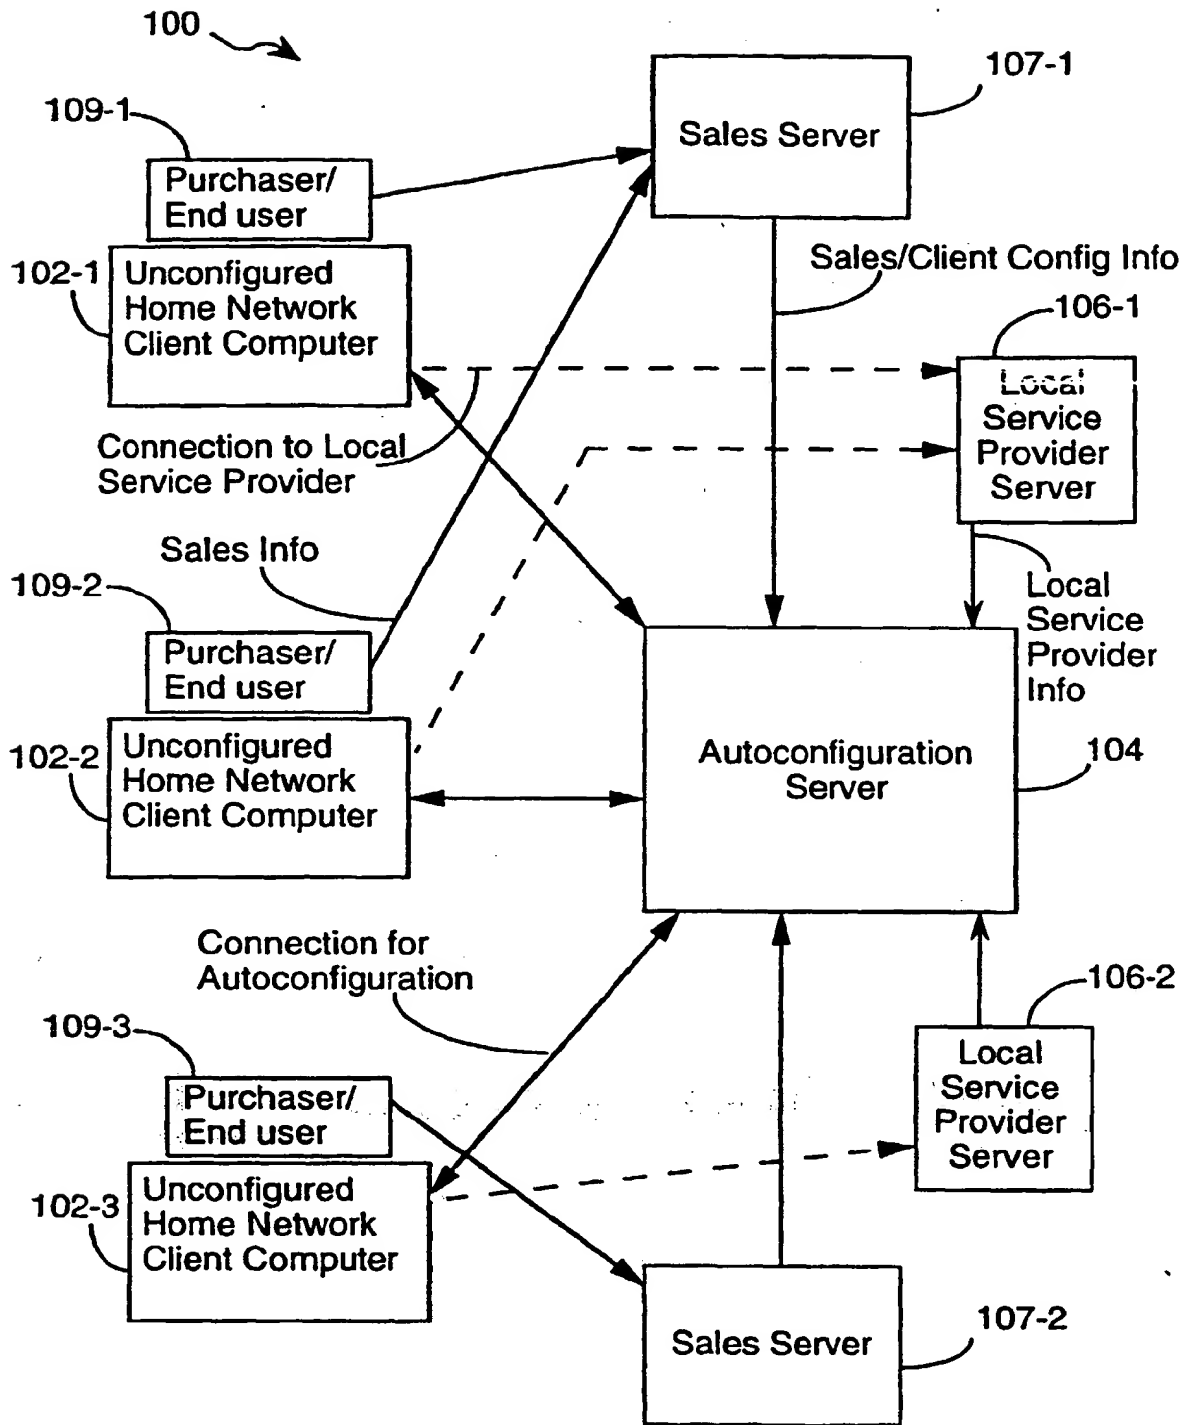 100
107-1
109-1
Sales Server
Purchaser/
End user
102-1
Unconfigured
Home Network
Client Computer
Sales/Client Config Info
106-1
Local
Service
Provider
Server
Connection to Local
Service Provider
Sales Info
109-2
Local
Service
Provider
Info
Purchaser/
End user
102-2
Unconfigured
Home Network
Client Computer
Autoconfiguration
Server
104
Connection for
Autoconfiguration
106-2
109-3
Local
Service
Provider
Server
Purchaser/
End user
102-3
Unconfigured
Home Network
Client Computer
Sales Server
107-2